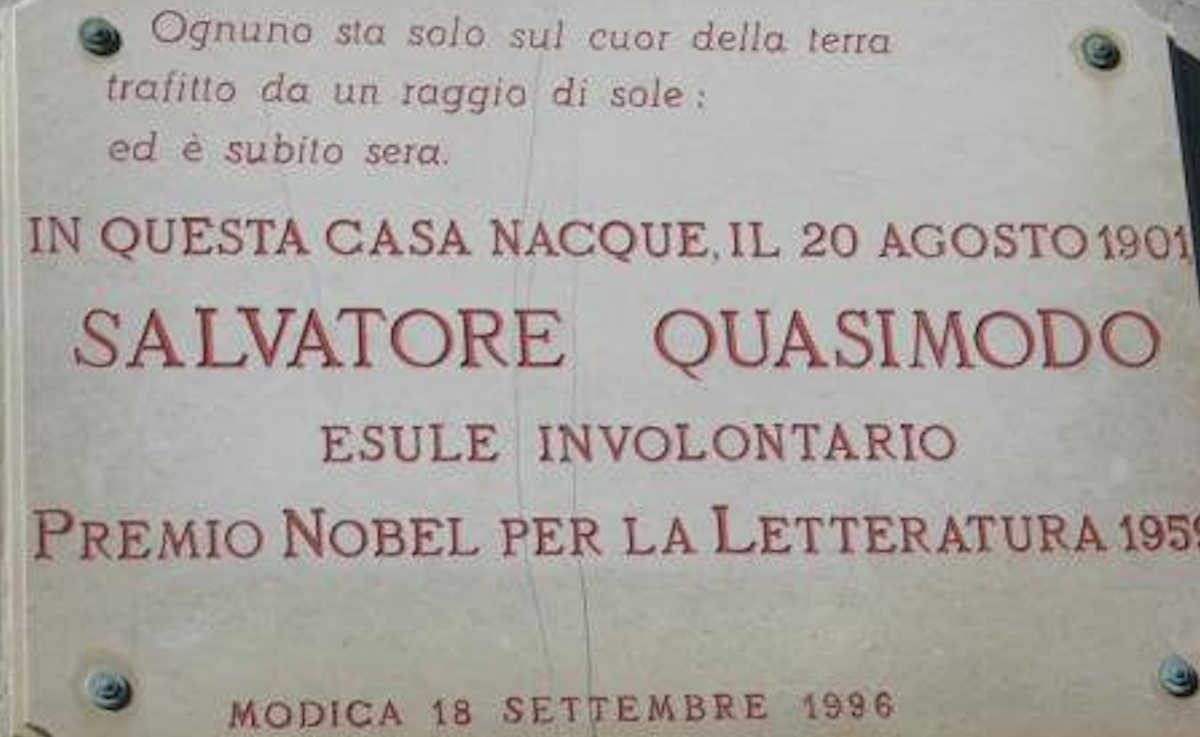 Ognuno sta solo sul cuor della terra
trafitto da un raggio di sole:
ed è subito sera.
IN QUESTA CASA NACQUE, IL 20 AGOSTO 1901
SALVATORE QUASIMODO
ESULE INVOLONTARIO
PREMIO NOBEL PER LA LETTERATURA 1959
MODICA 18 SETTEMBRE 1996